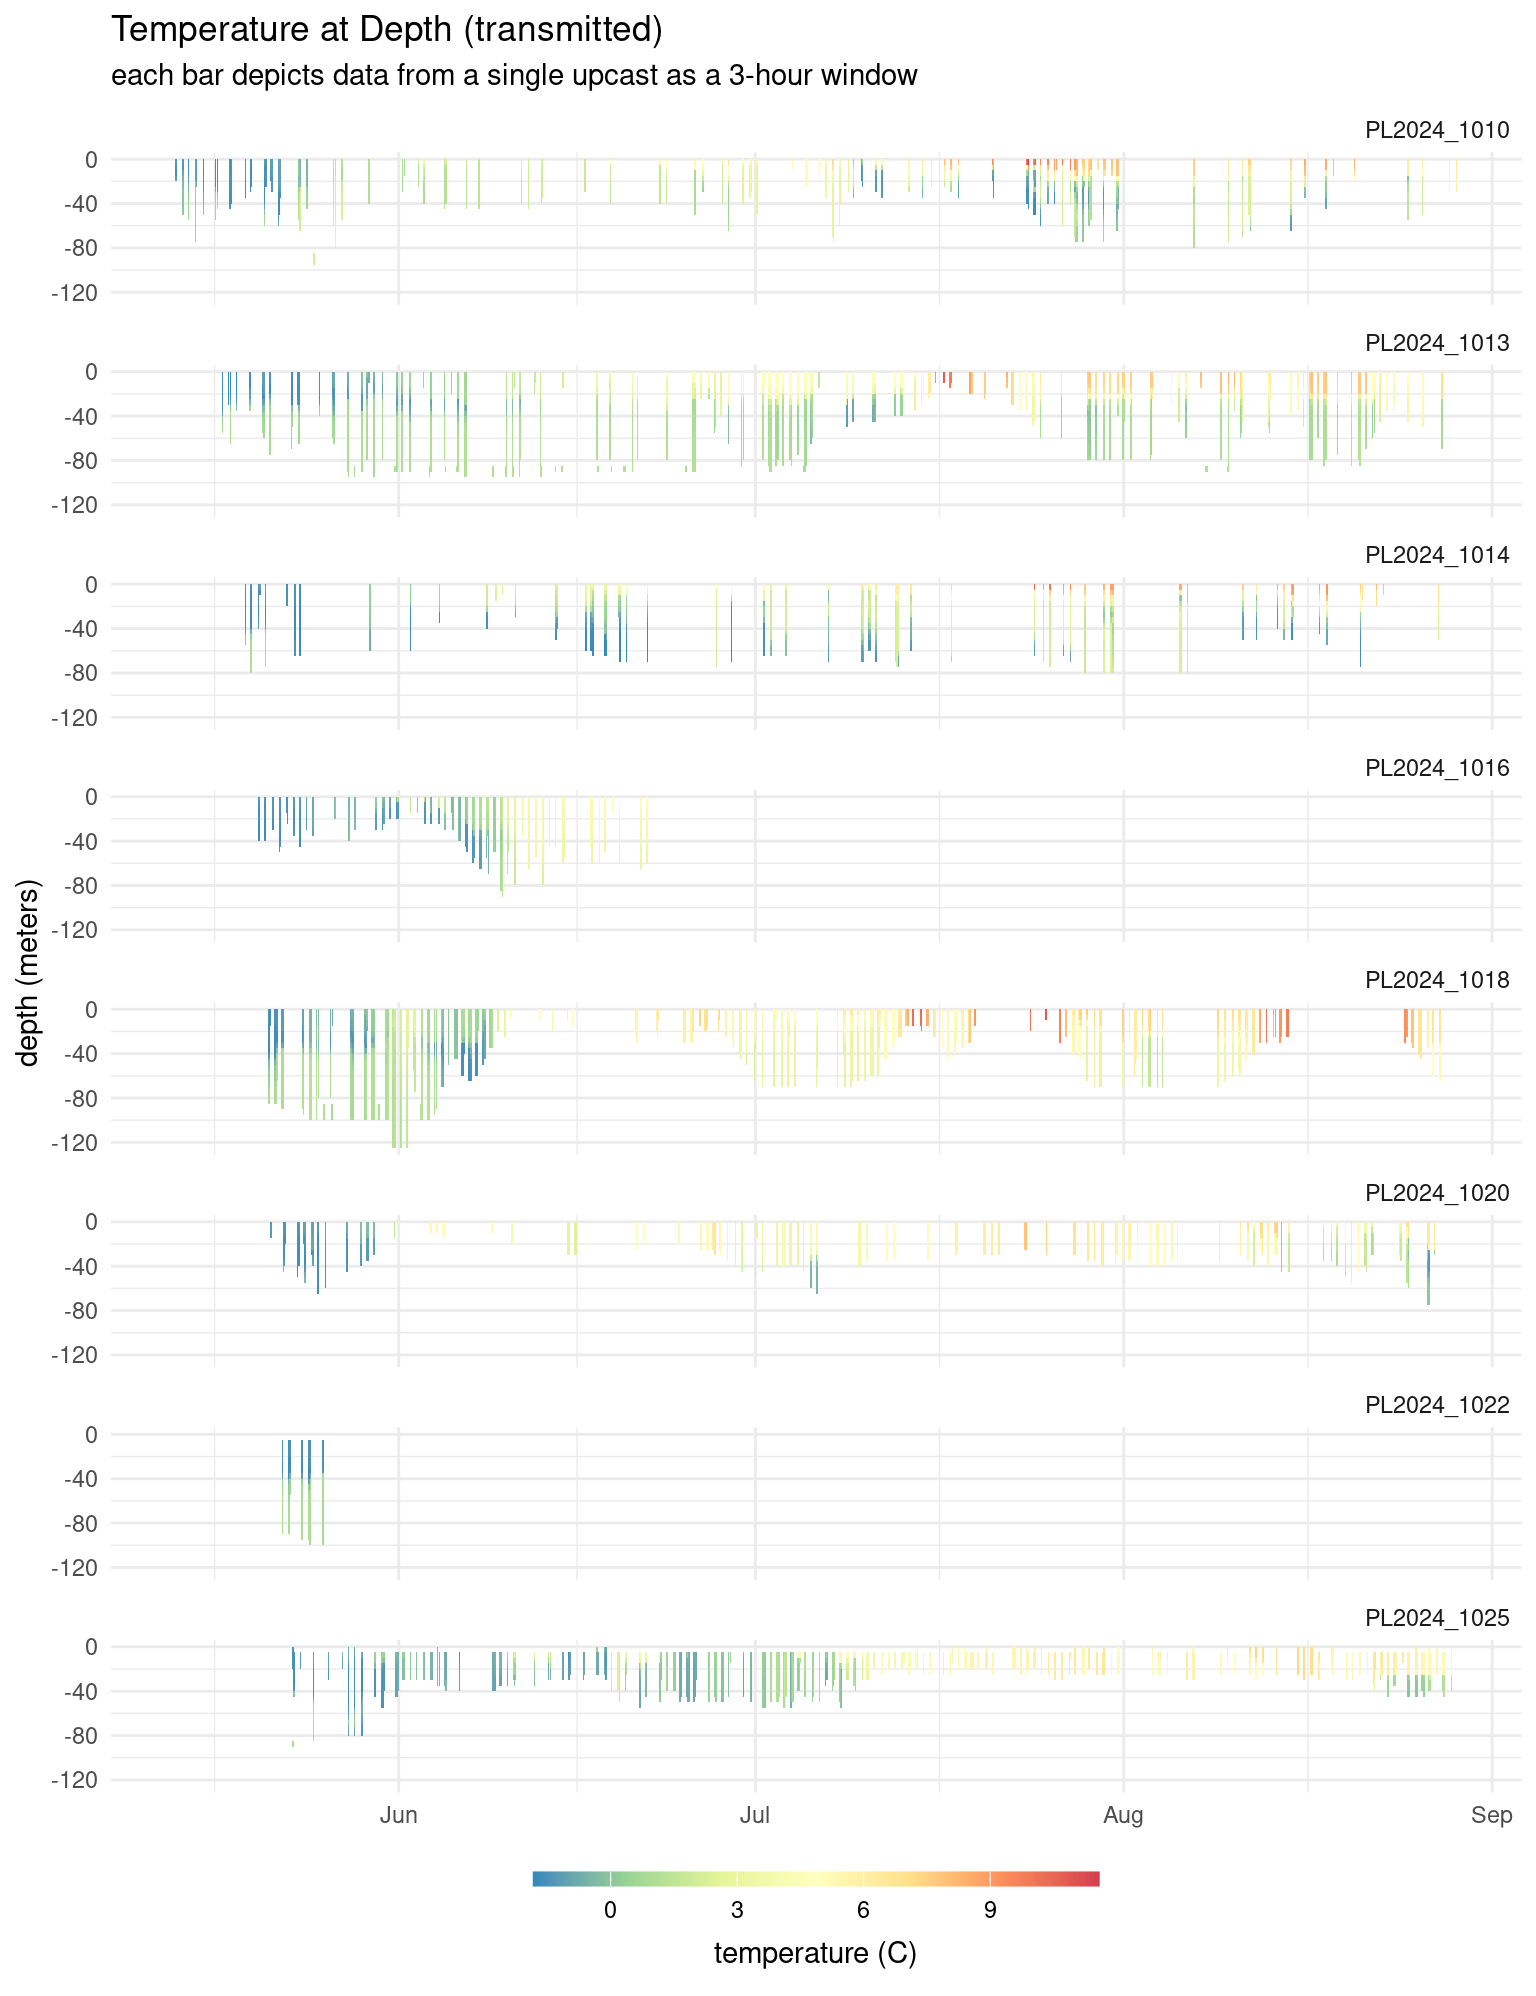 Temperature at Depth (transmitted)
each bar depicts data from a single upcast as a 3-hour window
PL2024_1010
0
-40
-80
-120
PL2024_1013
0
-40
-80
-120
PL2024_1014
0
-40
-80
-120
PL2024_1016
0
-40
-80
-120
depth (meters)
PL2024_1018
0
-40
-80
-120
PL2024_1020
0
-40
-80
-120
PL2024_1022
0
-40
-80
-120
PL2024_1025
0
-40
-80
-120
Jun Jul Aug Sep
0 3 6 9
temperature (C)